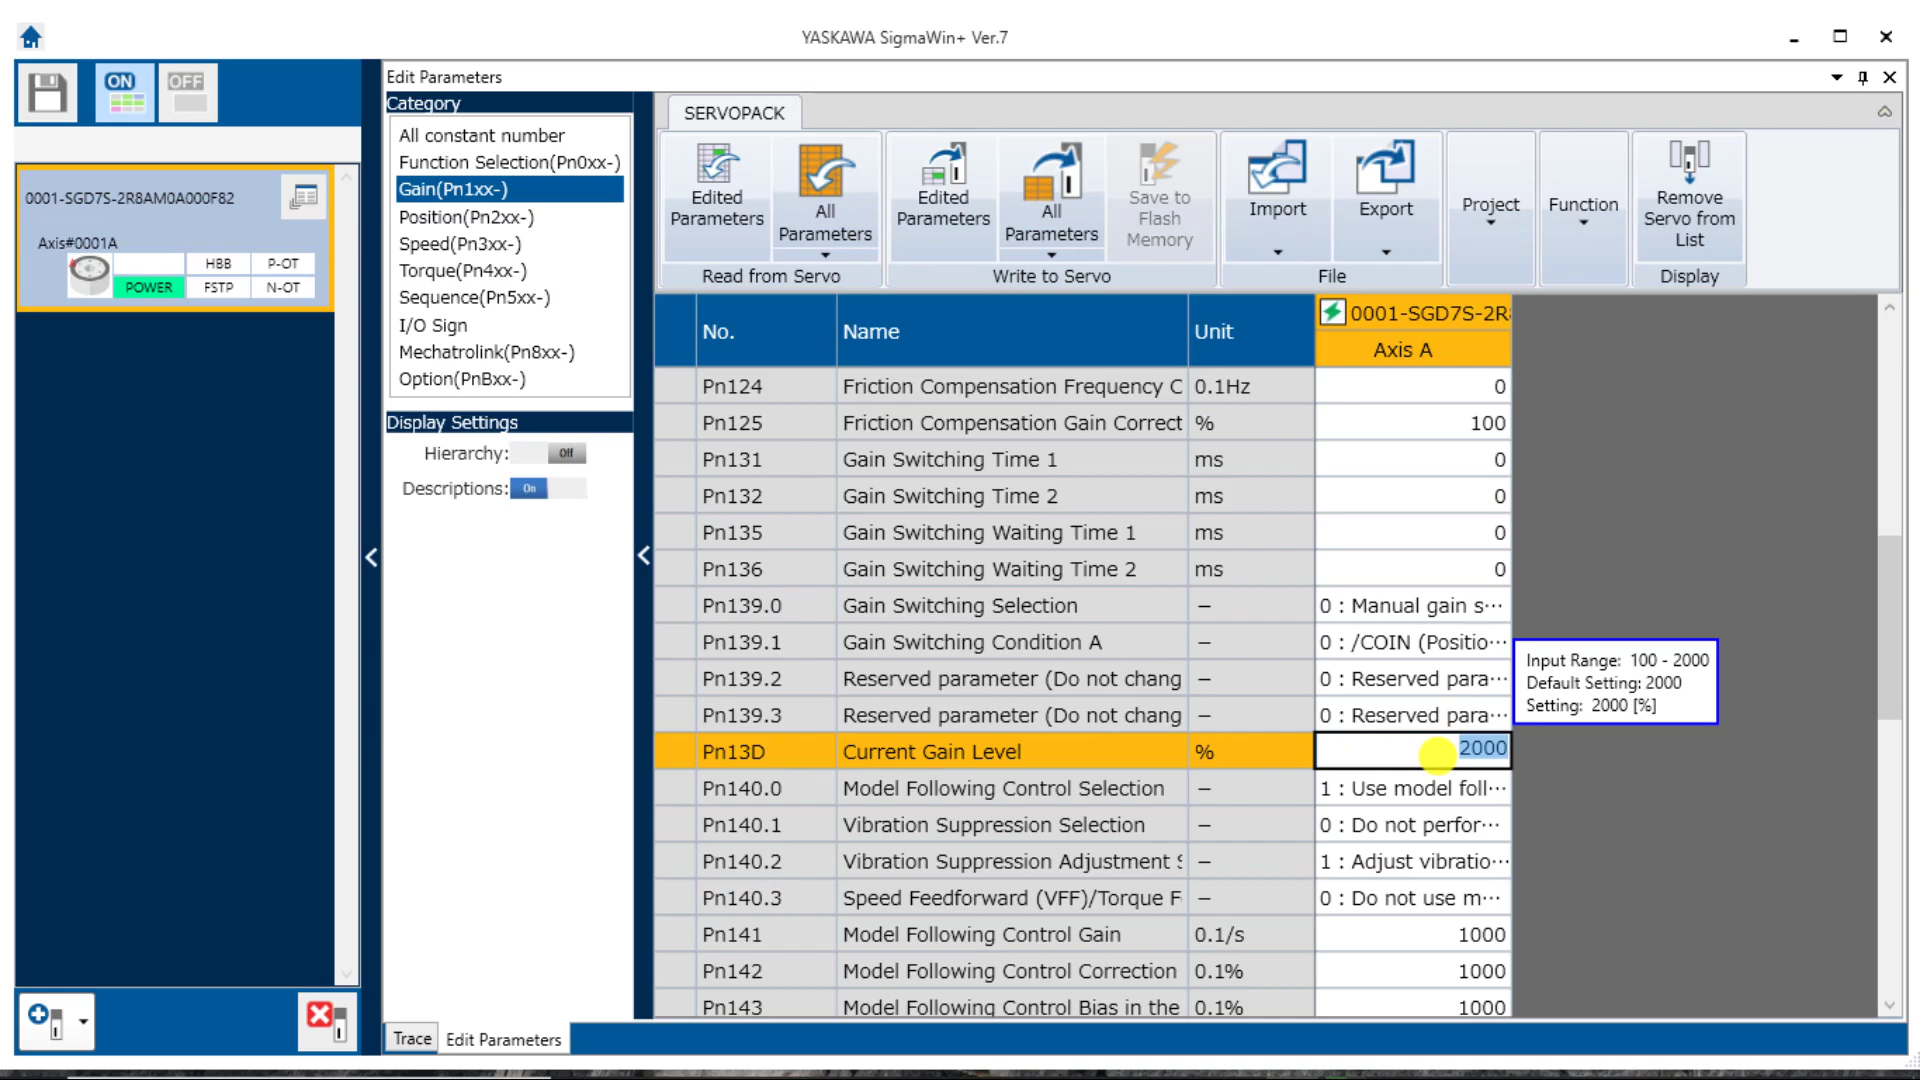 YASKAWA SigmaWin+ Ver.7
ON
OFF
0001-SGD7S-2R8AM0A000F82
Axis#0001A
HBB
P-OT
POWER
FSTP
N-OT
Edit Parameters
Category
All constant number
Function Selection(Pn0xx-)
Gain(Pn1xx-)
Position(Pn2xx-)
Speed(Pn3xx-)
Torque(Pn4xx-)
Sequence(Pn5xx-)
I/O Sign
Mechatrolink(Pn8xx-)
Option(PnBxx-)
Display Settings
Hierarchy: Off
Descriptions: On
SERVOPACK
Edited
Parameters
All
Parameters
Read from Servo
Edited
Parameters
All
Parameters
Save to
Flash
Memory
Write to Servo
Import
Export
File
Project
Function
Remove
Servo from
List
Display
No. Name Unit 0001-SGD7S-2R
Axis A
Pn124 Friction Compensation Frequency C 0.1Hz 0
Pn125 Friction Compensation Gain Correct % 100
Pn131 Gain Switching Time 1 ms 0
Pn132 Gain Switching Time 2 ms 0
Pn135 Gain Switching Waiting Time 1 ms 0
Pn136 Gain Switching Waiting Time 2 ms 0
Pn139.0 Gain Switching Selection – 0 : Manual gain s···
Pn139.1 Gain Switching Condition A – 0 : /COIN (Positio···
Pn139.2 Reserved parameter (Do not chang – 0 : Reserved para···
Pn139.3 Reserved parameter (Do not chang – 0 : Reserved para···
Pn13D Current Gain Level % 2000
Pn140.0 Model Following Control Selection – 1 : Use model foll···
Pn140.1 Vibration Suppression Selection – 0 : Do not perfor···
Pn140.2 Vibration Suppression Adjustment S – 1 : Adjust vibratio···
Pn140.3 Speed Feedforward (VFF)/Torque F – 0 : Do not use m···
Pn141 Model Following Control Gain 0.1/s 1000
Pn142 Model Following Control Correction 0.1% 1000
Pn143 Model Following Control Bias in the 0.1% 1000
Input Range: 100 - 2000
Default Setting: 2000
Setting: 2000 [%]
Trace
Edit Parameters